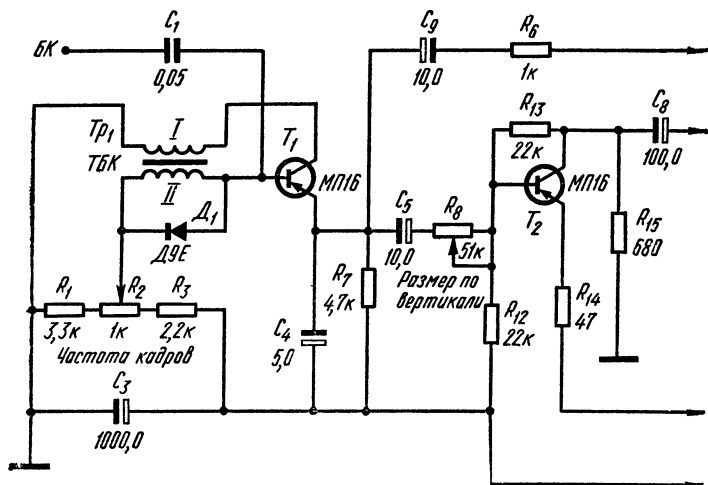 БК
C1
0,05
C9
10,0
R6
1к
Тр1
ТБК
I
II
T1
МП16
Д1
Д9Е
R13
22к
C8
100,0
МП16
T2
C5
10,0
R8
51к
Размер по
вертикали
R15
680
R1
3,3к
R2
1к
R3
2,2к
Частота кадров
R7
4,7к
C4
5,0
R12
22к
R14
47
C3
1000,0